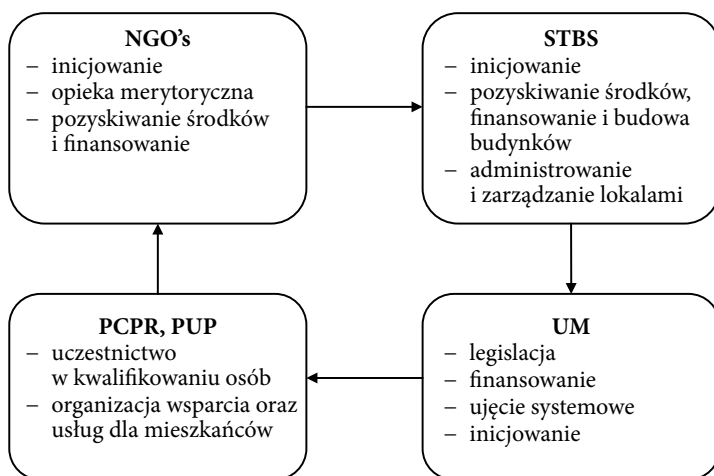 NGO's
– inicjowanie
– opieka merytoryczna
– pozyskiwanie środków
i finansowanie
STBS
– inicjowanie
– pozyskiwanie środków,
finansowanie i budowa
budynków
– administrowanie
i zarządzanie lokalami
PCPR, PUP
– uczestnictwo
w kwalifikowaniu osób
– organizacja wsparcia oraz
usług dla mieszkańców
UM
– legislacja
– finansowanie
– ujęcie systemowe
– inicjowanie